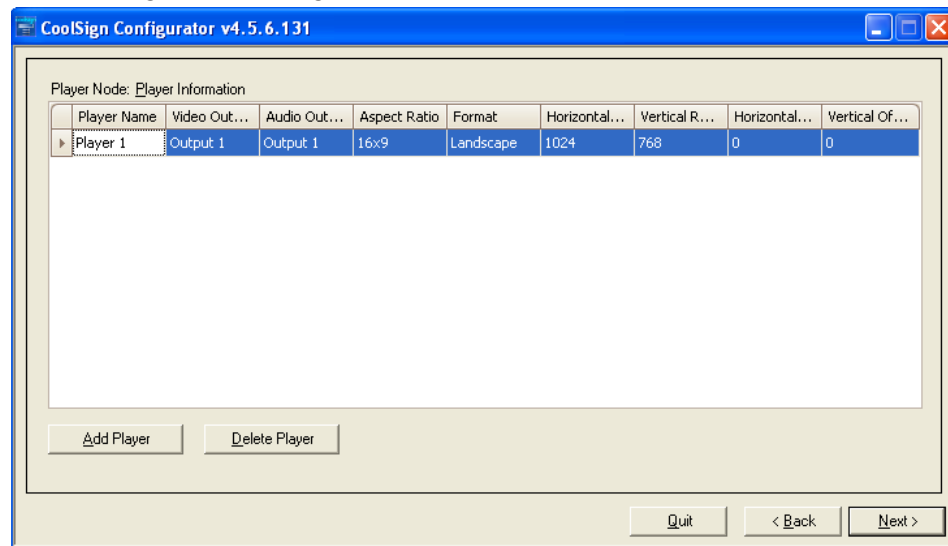 CoolSign Configurator v4.5.6.131
Player Node: Player Information
Player Name Video Out... Audio Out... Aspect Ratio Format Horizontal... Vertical R... Horizontal... Vertical Of...
Player 1 Output 1 Output 1 16x9 Landscape 1024 768 0 0
Add Player Delete Player
Quit < Back Next >